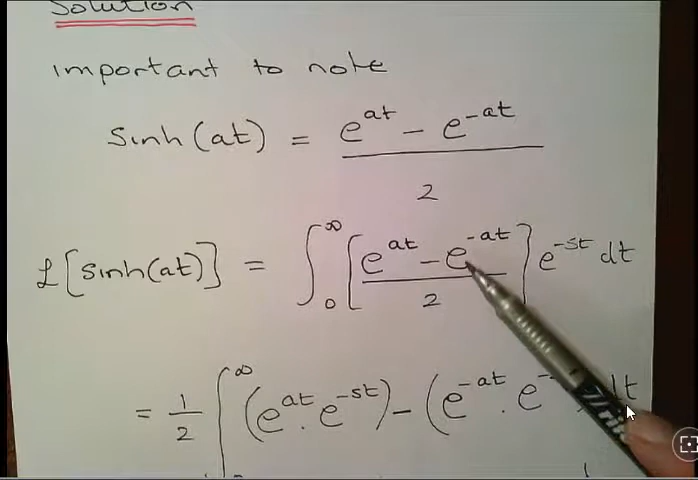 Solution
important to note
Sinh(at) = (e^at - e^-at) / 2
£[sinh(at)] = ∫_0^∞ [(e^at - e^-at) / 2] e^-st dt
= 1/2 ∫^∞ (e^at . e^-st) - (e^-at . e^- dt